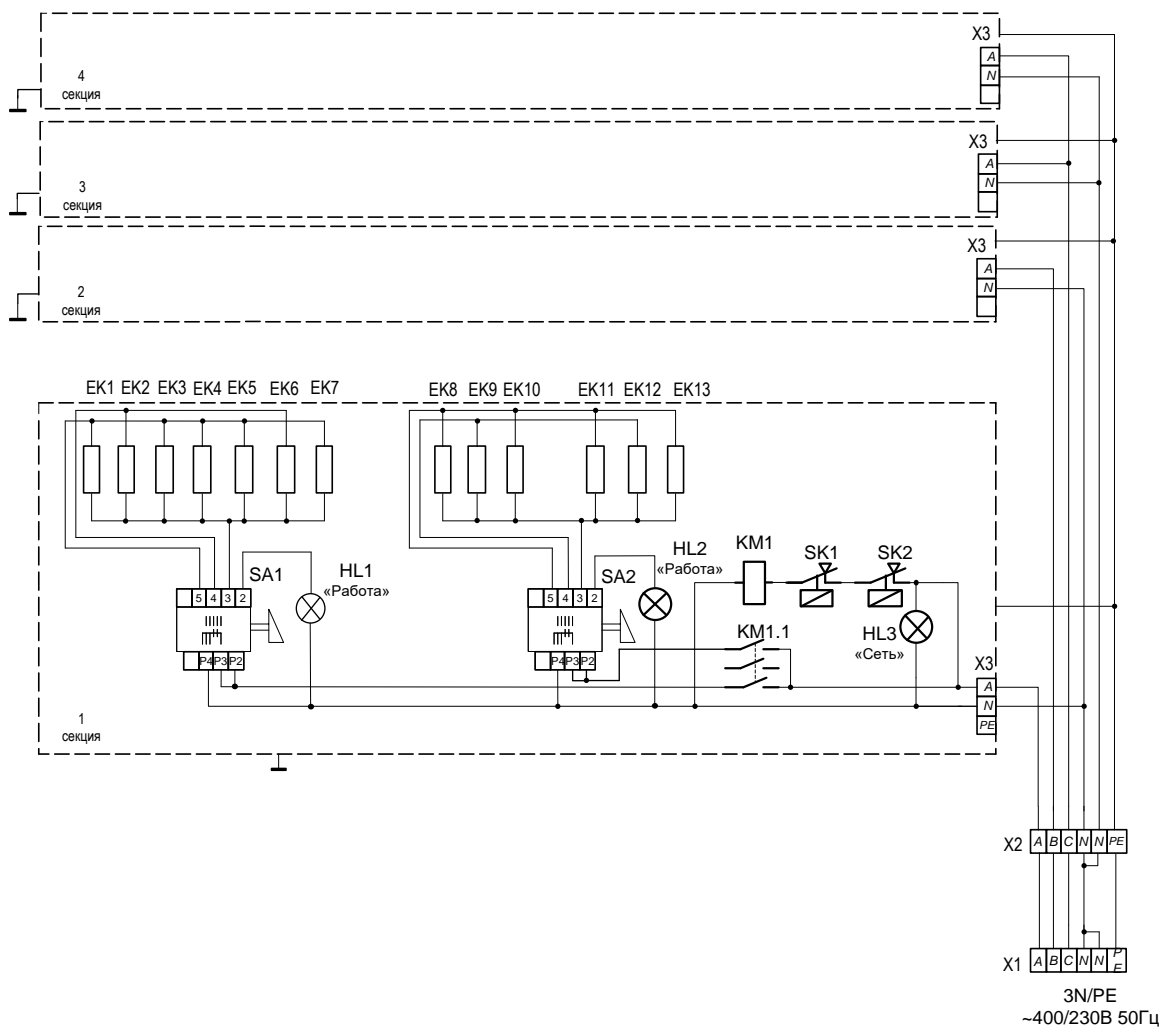 X3
A
N
4
секция
X3
A
N
3
секция
X3
A
N
2
секция
EK1 EK2 EK3 EK4 EK5 EK6 EK7
EK8 EK9 EK10 EK11 EK12 EK13
SA1
HL1
«Работа»
5 4 3 2
P4 P3 P2
SA2
HL2
«Работа»
5 4 3 2
P4 P3 P2
KM1
SK1
SK2
KM1.1
HL3
«Сеть»
X3
A
N
PE
1
секция
X2 A B C N N PE
X1 A B C N N PE
3N/PE
~400/230В 50Гц